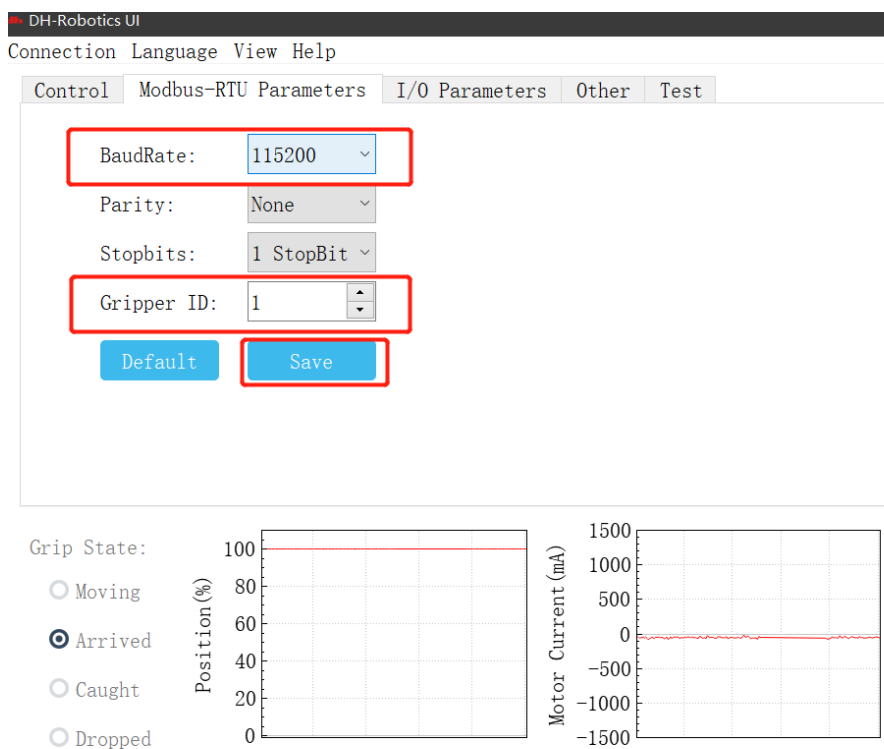 DH-Robotics UI
Connection Language View Help
Control Modbus-RTU Parameters I/O Parameters Other Test
BaudRate: 115200
Parity: None
Stopbits: 1 StopBit
Gripper ID: 1
Default Save
Grip State:
Moving
Arrived
Caught
Dropped
Position(%)
100
80
60
40
20
0
Motor Current(mA)
1500
1000
500
0
-500
-1000
-1500